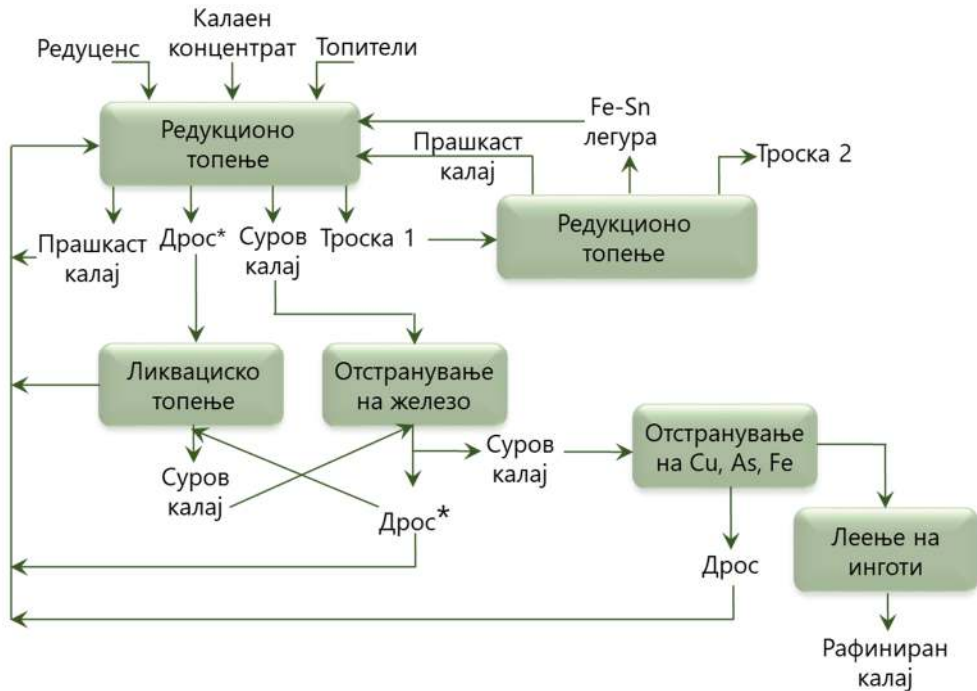 Редуценс
Калаен
концентрат
Топители
Редукционо
топење
Fe-Sn
легура
Прашкаст
калај
Троска 2
Редукционо
топење
Прашкаст
калај
Дрос*
Суров
калај
Троска 1
Ликвациско
топење
Отстранување
на железо
Суров
калај
Отстранување
на Cu, As, Fe
Суров
калај
Дрос*
Дрос
Леење на
инготи
Рафиниран
калај